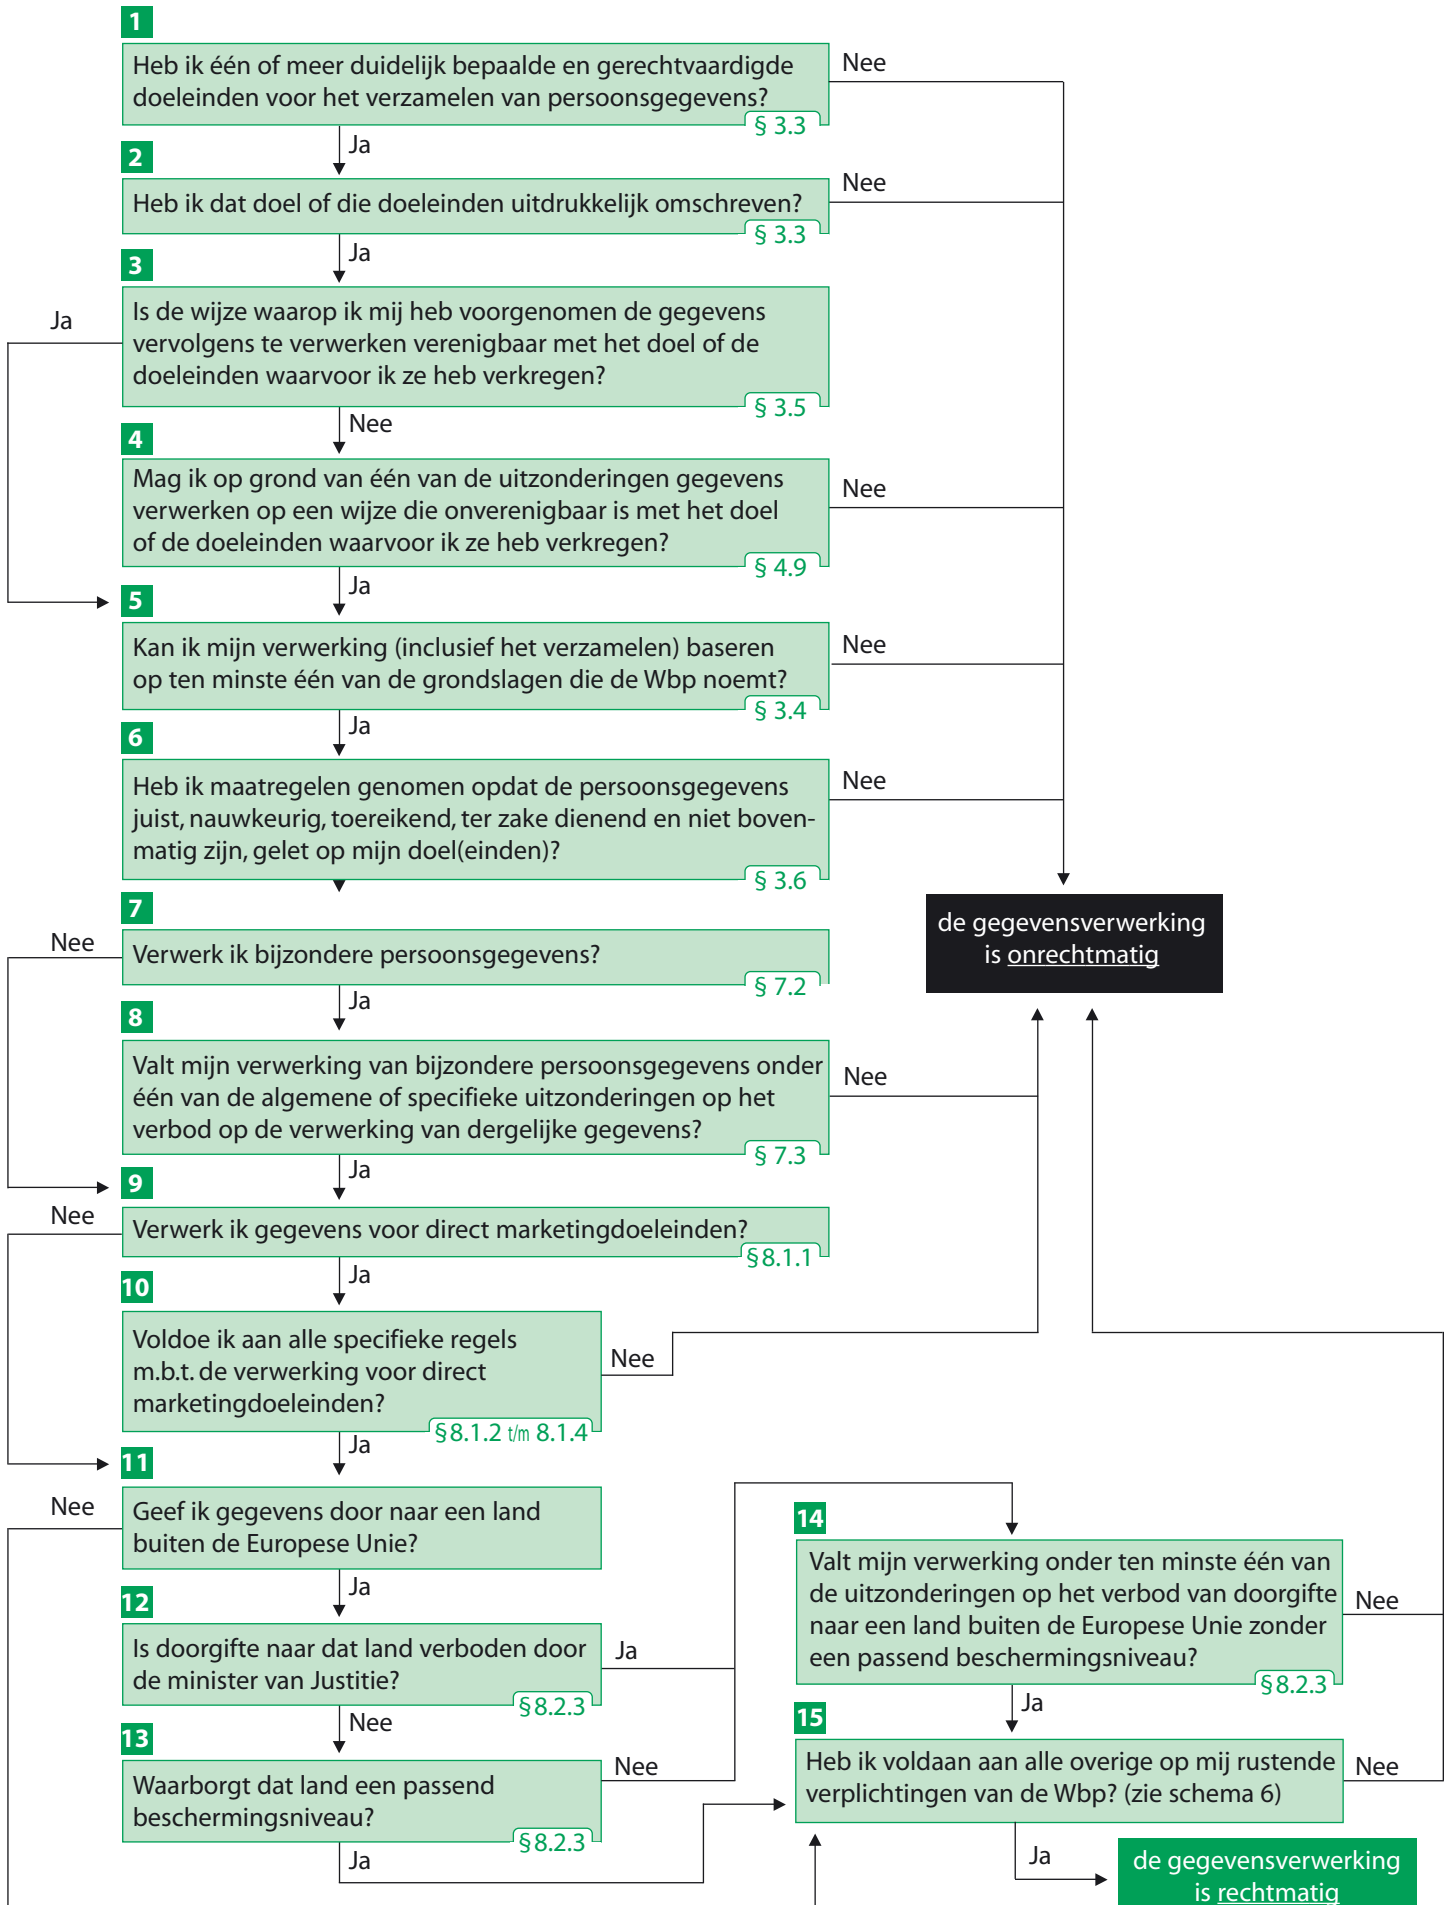 1
Heb ik één of meer duidelijk bepaalde en gerechtvaardigde
doeleinden voor het verzamelen van persoonsgegevens?
§ 3.3
Nee
Ja
2
Heb ik dat doel of die doeleinden uitdrukkelijk omschreven?
§ 3.3
Nee
Ja
3
Is de wijze waarop ik mij heb voorgenomen de gegevens
vervolgens te verwerken verenigbaar met het doel of de
doeleinden waarvoor ik ze heb verkregen?
§ 3.5
Ja
Nee
4
Mag ik op grond van één van de uitzonderingen gegevens
verwerken op een wijze die onverenigbaar is met het doel
of de doeleinden waarvoor ik ze heb verkregen?
§ 4.9
Nee
Ja
5
Kan ik mijn verwerking (inclusief het verzamelen) baseren
op ten minste één van de grondslagen die de Wbp noemt?
§ 3.4
Nee
Ja
6
Heb ik maatregelen genomen opdat de persoonsgegevens
juist, nauwkeurig, toereikend, ter zake dienend en niet boven-
matig zijn, gelet op mijn doel(einden)?
§ 3.6
Nee
de gegevensverwerking
is onrechtmatig
7
Verwerk ik bijzondere persoonsgegevens?
§ 7.2
Nee
Ja
8
Valt mijn verwerking van bijzondere persoonsgegevens onder
één van de algemene of specifieke uitzonderingen op het
verbod op de verwerking van dergelijke gegevens?
§ 7.3
Nee
Ja
9
Verwerk ik gegevens voor direct marketingdoeleinden?
§ 8.1.1
Nee
Ja
10
Voldoe ik aan alle specifieke regels
m.b.t. de verwerking voor direct
marketingdoeleinden?
§ 8.1.2 t/m 8.1.4
Nee
Ja
11
Geef ik gegevens door naar een land
buiten de Europese Unie?
Nee
Ja
12
Is doorgifte naar dat land verboden door
de minister van Justitie?
§ 8.2.3
Ja
Nee
13
Waarborgt dat land een passend
beschermingsniveau?
§ 8.2.3
Nee
Ja
14
Valt mijn verwerking onder ten minste één van
de uitzonderingen op het verbod van doorgifte
naar een land buiten de Europese Unie zonder
een passend beschermingsniveau?
§ 8.2.3
Nee
Ja
15
Heb ik voldaan aan alle overige op mij rustende
verplichtingen van de Wbp? (zie schema 6)
Nee
Ja
de gegevensverwerking
is rechtmatig